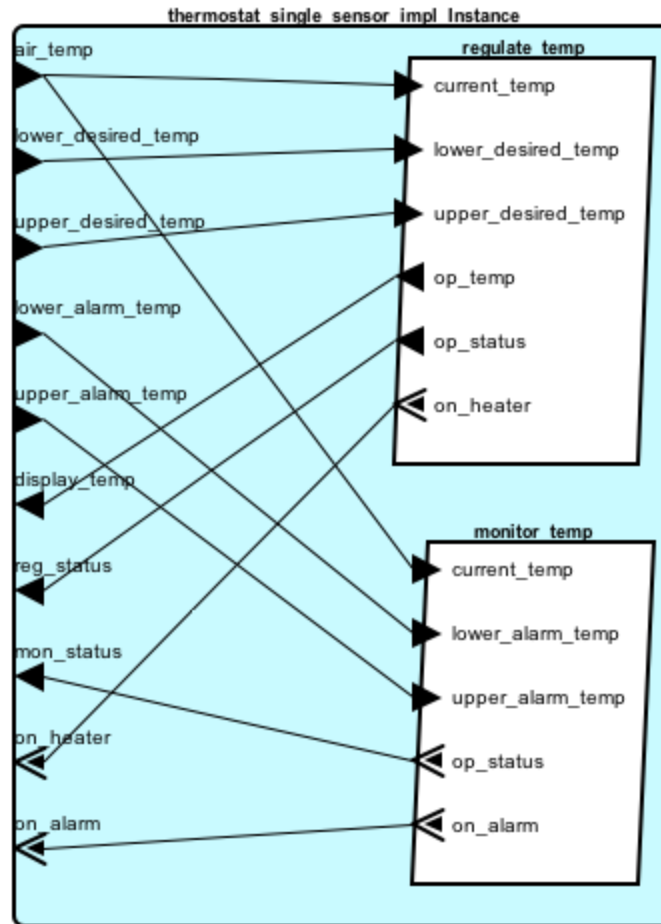 thermostat_single_sensor_impl_Instance
air_temp
lower_desired_temp
upper_desired_temp
lower_alarm_temp
upper_alarm_temp
display_temp
reg_status
mon_status
on_heater
on_alarm
regulate_temp
current_temp
lower_desired_temp
upper_desired_temp
op_temp
op_status
on_heater
monitor_temp
current_temp
lower_alarm_temp
upper_alarm_temp
op_status
on_alarm